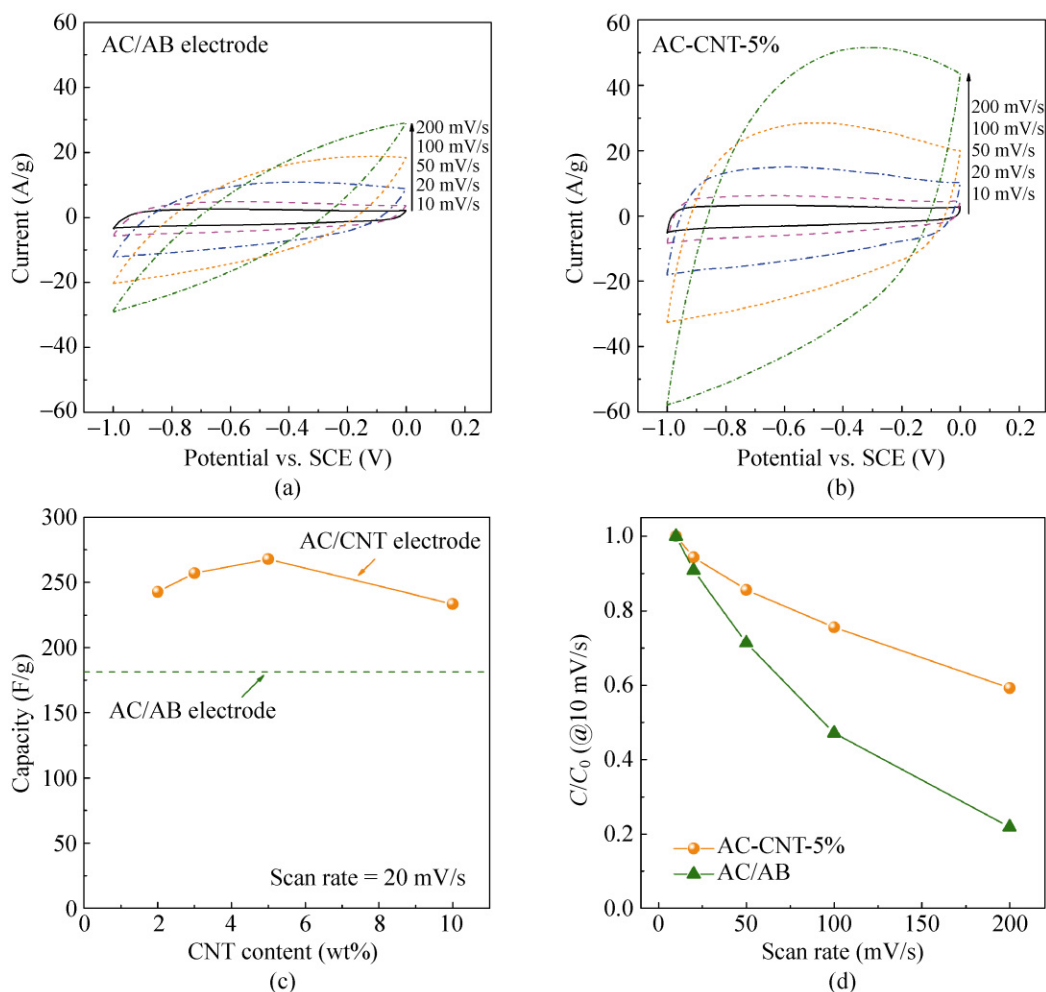 AC/AB electrode
60
40
20
0
−20
−40
−60
Current (A/g)
200 mV/s
100 mV/s
50 mV/s
20 mV/s
10 mV/s
−1.0 −0.8 −0.6 −0.4 −0.2 0.0 0.2
Potential vs. SCE (V)
(a)
AC-CNT-5%
60
40
20
0
−20
−40
−60
Current (A/g)
200 mV/s
100 mV/s
50 mV/s
20 mV/s
10 mV/s
−1.0 −0.8 −0.6 −0.4 −0.2 0.0 0.2
Potential vs. SCE (V)
(b)
300
250
200
150
100
50
0
Capacity (F/g)
AC/CNT electrode
AC/AB electrode
Scan rate = 20 mV/s
0 2 4 6 8 10
CNT content (wt%)
(c)
1.0
0.8
0.6
0.4
0.2
0.0
C/C₀ (@10 mV/s)
AC-CNT-5%
AC/AB
0 50 100 150 200
Scan rate (mV/s)
(d)